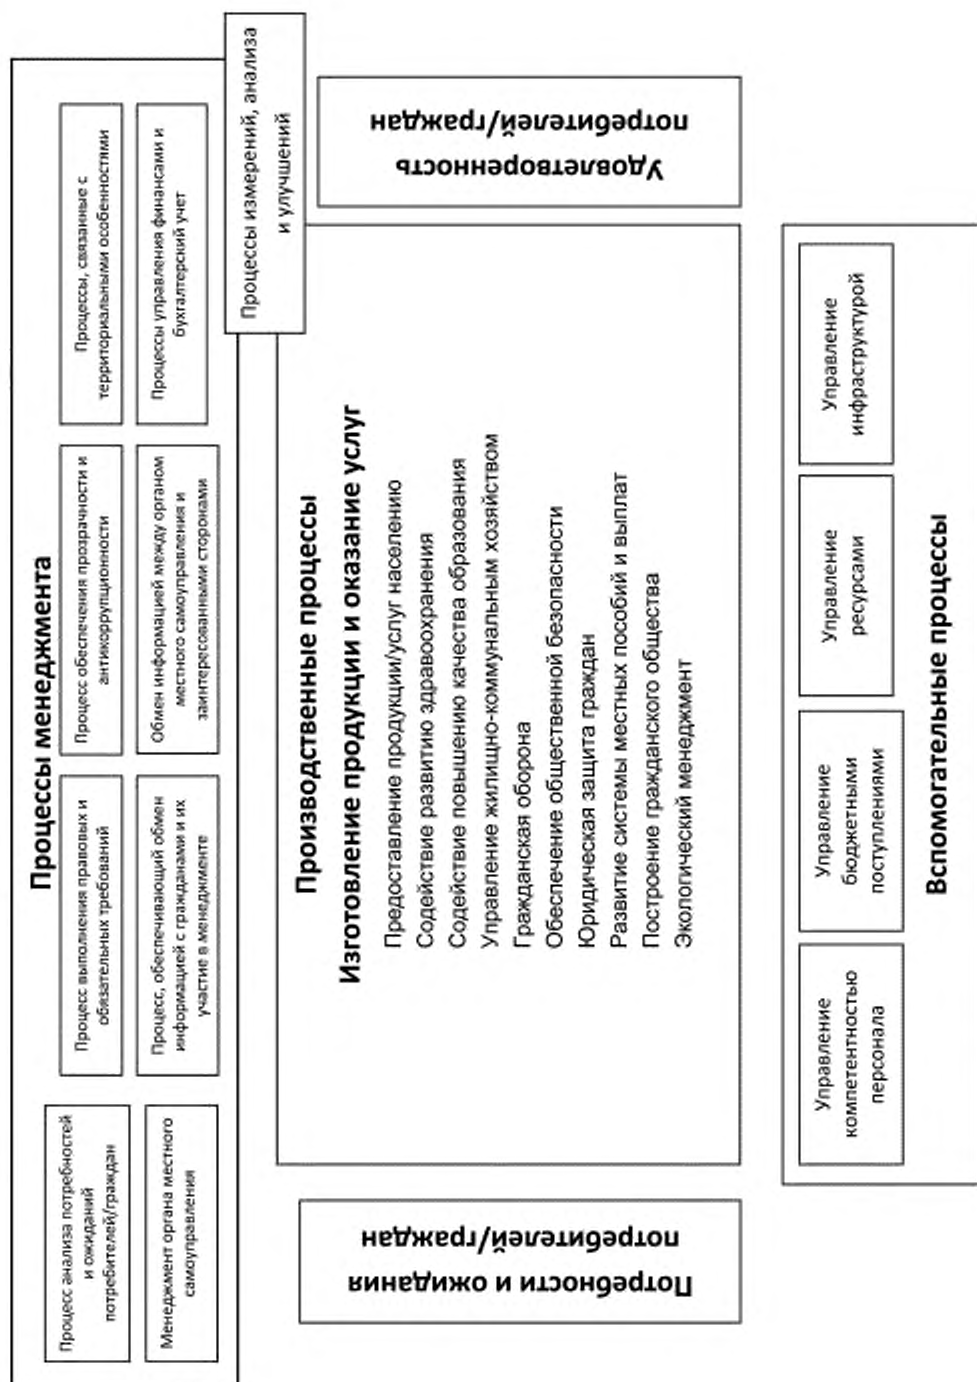 Процессы менеджмента
Процесс анализа потребностей
и ожиданий
потребителей/граждан
Менеджмент органа местного
самоуправления
Процесс выполнения правовых и
обязательных требований
Процесс, обеспечивающий обмен
информацией с гражданами и их
участие в менеджменте
Процесс обеспечения прозрачности и
антикоррупционности
Обмен информацией между органом
местного самоуправления и
заинтересованными сторонами
Процессы, связанные с
территориальными особенностями
Процессы управления финансами и
бухгалтерский учет
Процессы измерений, анализа
и улучшений
Потребности и ожидания
потребителей/граждан
Производственные процессы
Изготовление продукции и оказание услуг
Предоставление продукции/услуг населению
Содействие развитию здравоохранения
Содействие повышению качества образования
Управление жилищно-коммунальным хозяйством
Гражданская оборона
Обеспечение общественной безопасности
Юридическая защита граждан
Развитие системы местных пособий и выплат
Построение гражданского общества
Экологический менеджмент
Удовлетворенность
потребителей/граждан
Управление
компетентностью
персонала
Управление
бюджетными
поступлениями
Управление
ресурсами
Управление
инфраструктурой
Вспомогательные процессы